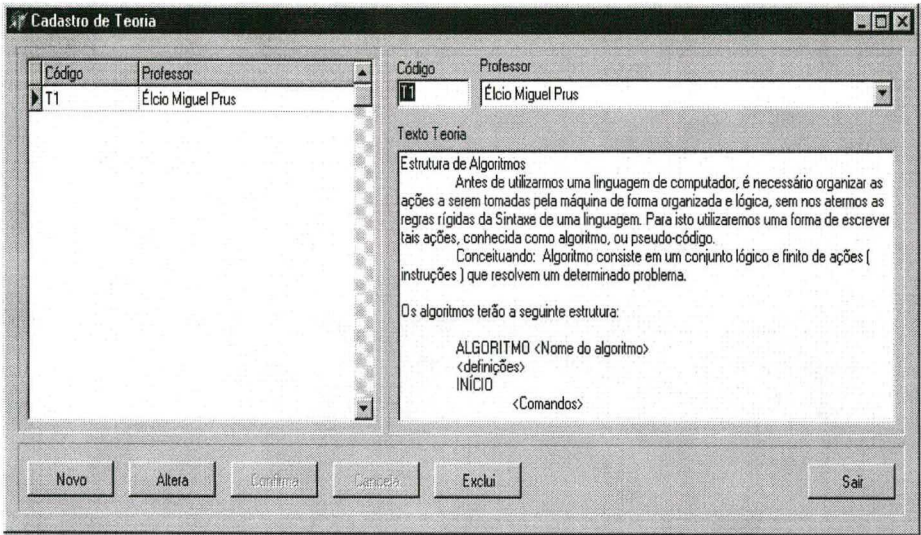 Cadastro de Teoria
Código Professor
T1 Élcio Miguel Prus
Código Professor
T1 Élcio Miguel Prus
Texto Teoria
Estrutura de Algoritmos
Antes de utilizarmos uma linguagem de computador, é necessário organizar as
ações a serem tomadas pela máquina de forma organizada e lógica, sem nos atermos as
regras rígidas da Sintaxe de uma linguagem. Para isto utilizaremos uma forma de escrever
tais ações, conhecida como algoritmo, ou pseudo-código.
Conceituando: Algoritmo consiste em um conjunto lógico e finito de ações (
instruções ) que resolvem um determinado problema.
Os algoritmos terão a seguinte estrutura:
ALGORITMO <Nome do algoritmo>
<definições>
INÍCIO
<Comandos>
Novo Altera Confirma Cancela Exclui Sair